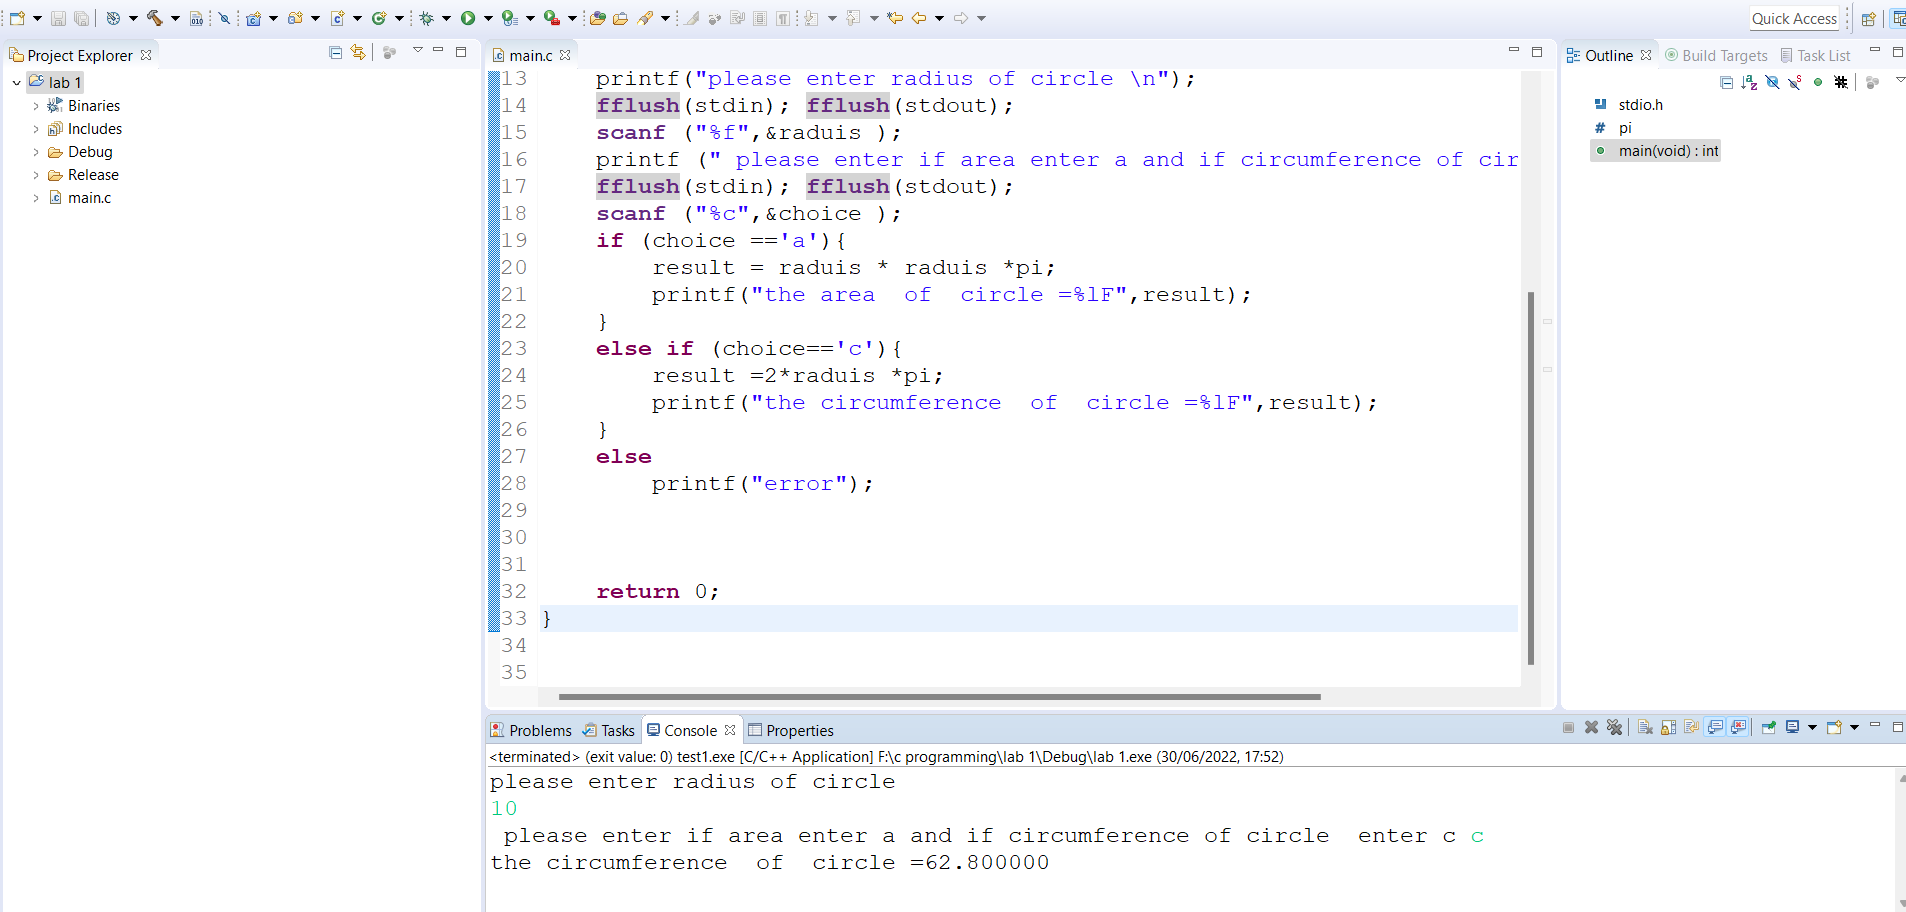 Quick Access
Project Explorer
lab 1
Binaries
Includes
Debug
Release
main.c
main.c
13 printf("please enter radius of circle \n");
14 fflush(stdin); fflush(stdout);
15 scanf ("%f",&raduis );
16 printf (" please enter if area enter a and if circumference of cir
17 fflush(stdin); fflush(stdout);
18 scanf ("%c",&choice );
19 if (choice =='a'){
20 result = raduis * raduis *pi;
21 printf("the area  of  circle =%lF",result);
22 }
23 else if (choice=='c'){
24 result =2*raduis *pi;
25 printf("the circumference  of  circle =%lF",result);
26 }
27 else
28 printf("error");
29
30
31
32 return 0;
33 }
34
35
Outline Build Targets Task List
stdio.h
# pi
main(void) : int
Problems Tasks Console Properties
<terminated> (exit value: 0) test1.exe [C/C++ Application] F:\c programming\lab 1\Debug\lab 1.exe (30/06/2022, 17:52)
please enter radius of circle
10
please enter if area enter a and if circumference of circle  enter c c
the circumference  of  circle =62.800000